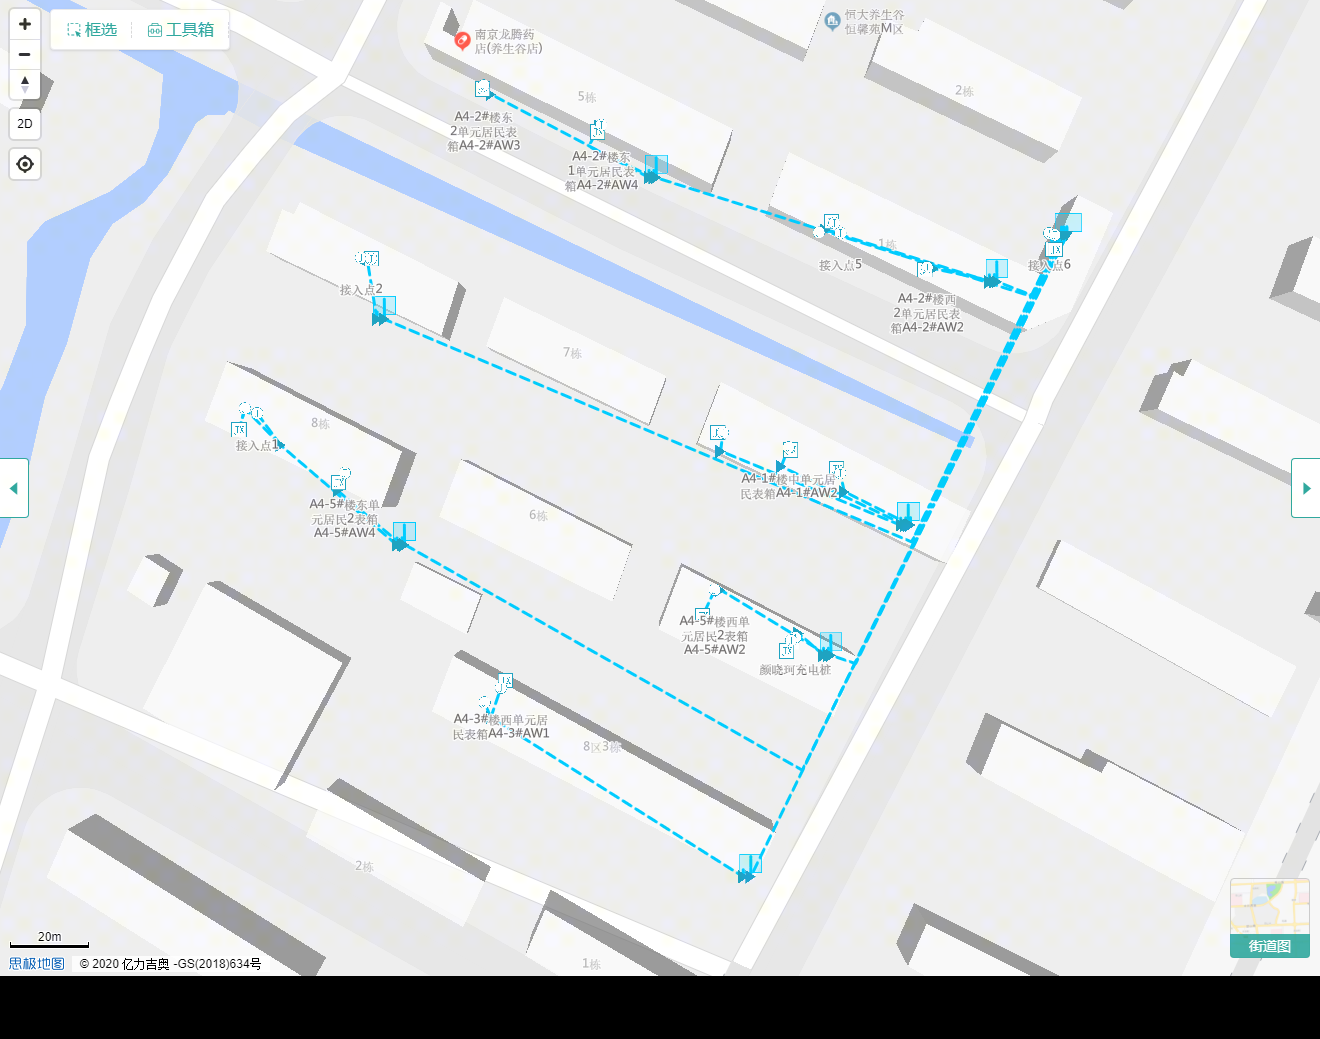 框选
工具箱
2D
南京龙腾药
店(养生谷店)
恒大养生谷
恒馨苑M区
5栋
2栋
A4-2#楼东
2单元居民表
箱A4-2#AW3
A4-2#楼东
1单元居民表
箱A4-2#AW4
1栋
接入点5
接入点6
A4-2#楼西
2单元居民表
箱A4-2#AW2
接入点2
7栋
8栋
JX
接入点1
A4-1#楼中单元居
民表箱A4-1#AW2
A4-5#楼东单
元居民2表箱
A4-5#AW4
6栋
A4-5#楼西单
元居民2表箱
A4-5#AW2
JX
颜晓珂充电桩
JX
A4-3#楼西单元居
民表箱A4-3#AW1
8区3栋
2栋
1栋
20m
思极地图
© 2020 亿力吉奥 -GS(2018)634号
街道图